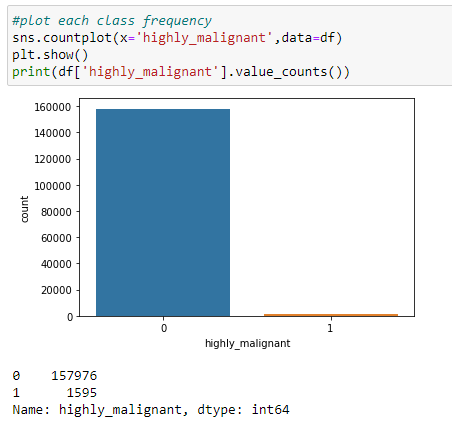 #plot each class frequency
sns.countplot(x='highly_malignant',data=df)
plt.show()
print(df['highly_malignant'].value_counts())
160000
140000
120000
100000
80000
60000
40000
20000
0
count
0 1
highly_malignant
0 157976
1 1595
Name: highly_malignant, dtype: int64